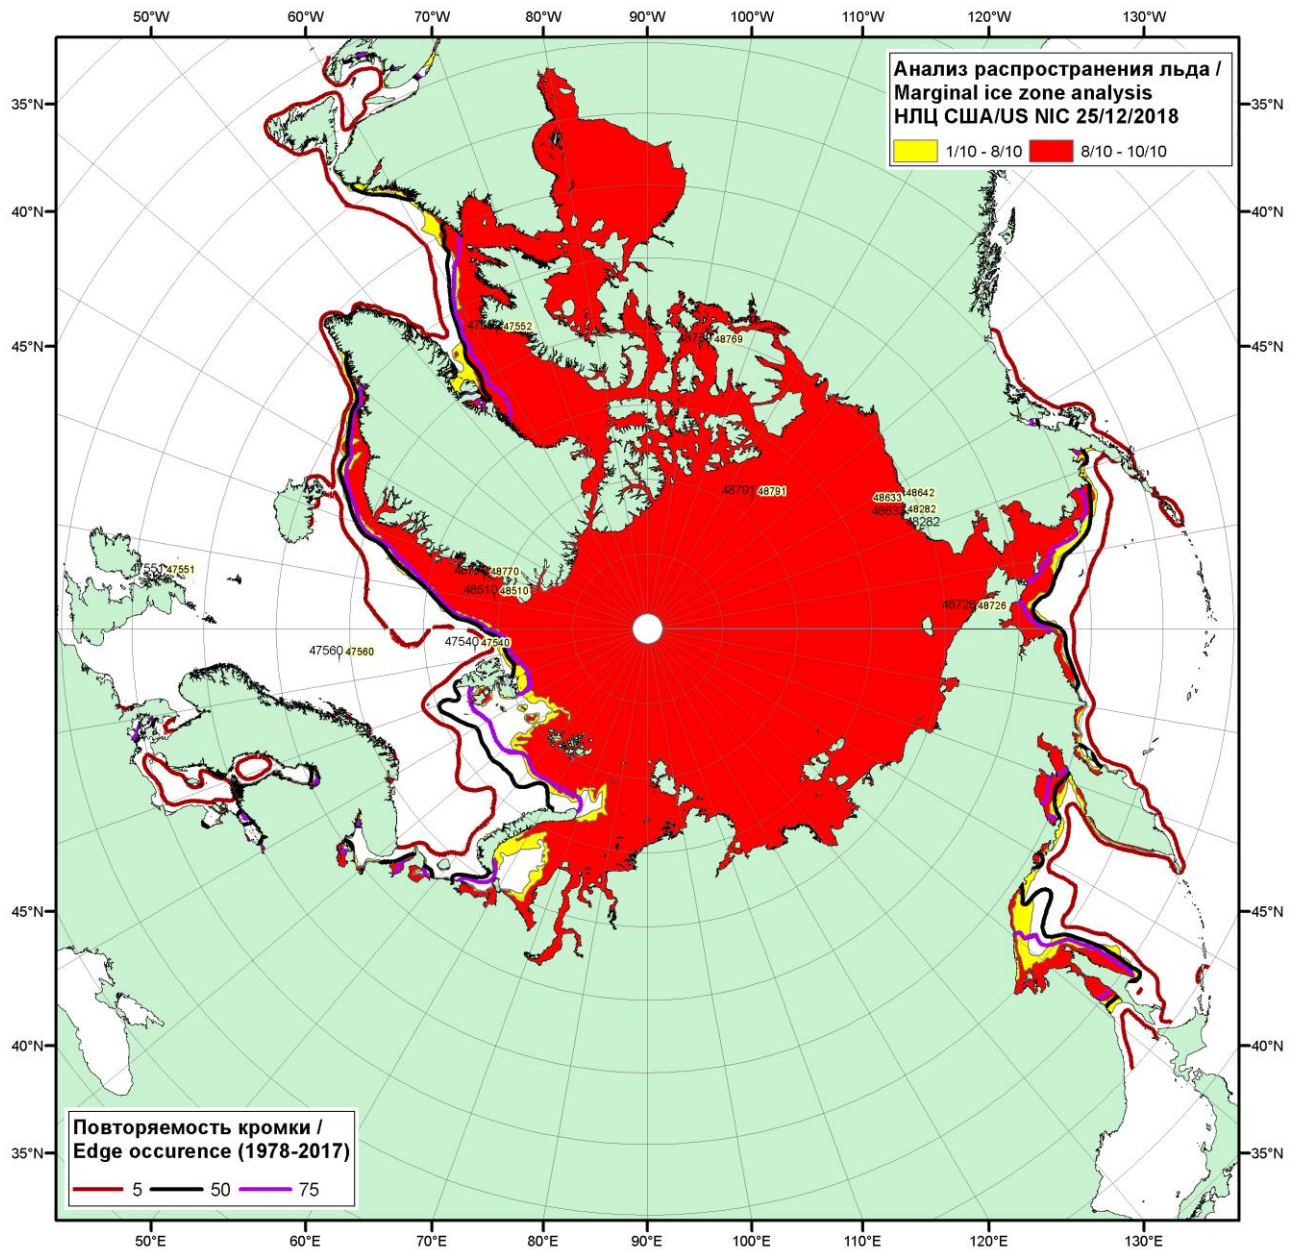 50°W 60°W 70°W 80°W 90°W 100°W 110°W 120°W 130°W
Анализ распространения льда /
Marginal ice zone analysis
НЛЦ США/US NIC 25/12/2018
1/10 - 8/10 8/10 - 10/10
35°N 35°N
40°N 40°N
45°N 45°N
47552
48769
48791 48791
48642
48633
48282
48633
48282
47551 47551
48770
48510 48510
48726 48726
47540 47540
47560 47560
45°N 45°N
40°N 40°N
35°N 35°N
Повторяемость кромки /
Edge occurence (1978-2017)
5 50 75
50°E 60°E 70°E 80°E 90°E 100°E 110°E 120°E 130°E